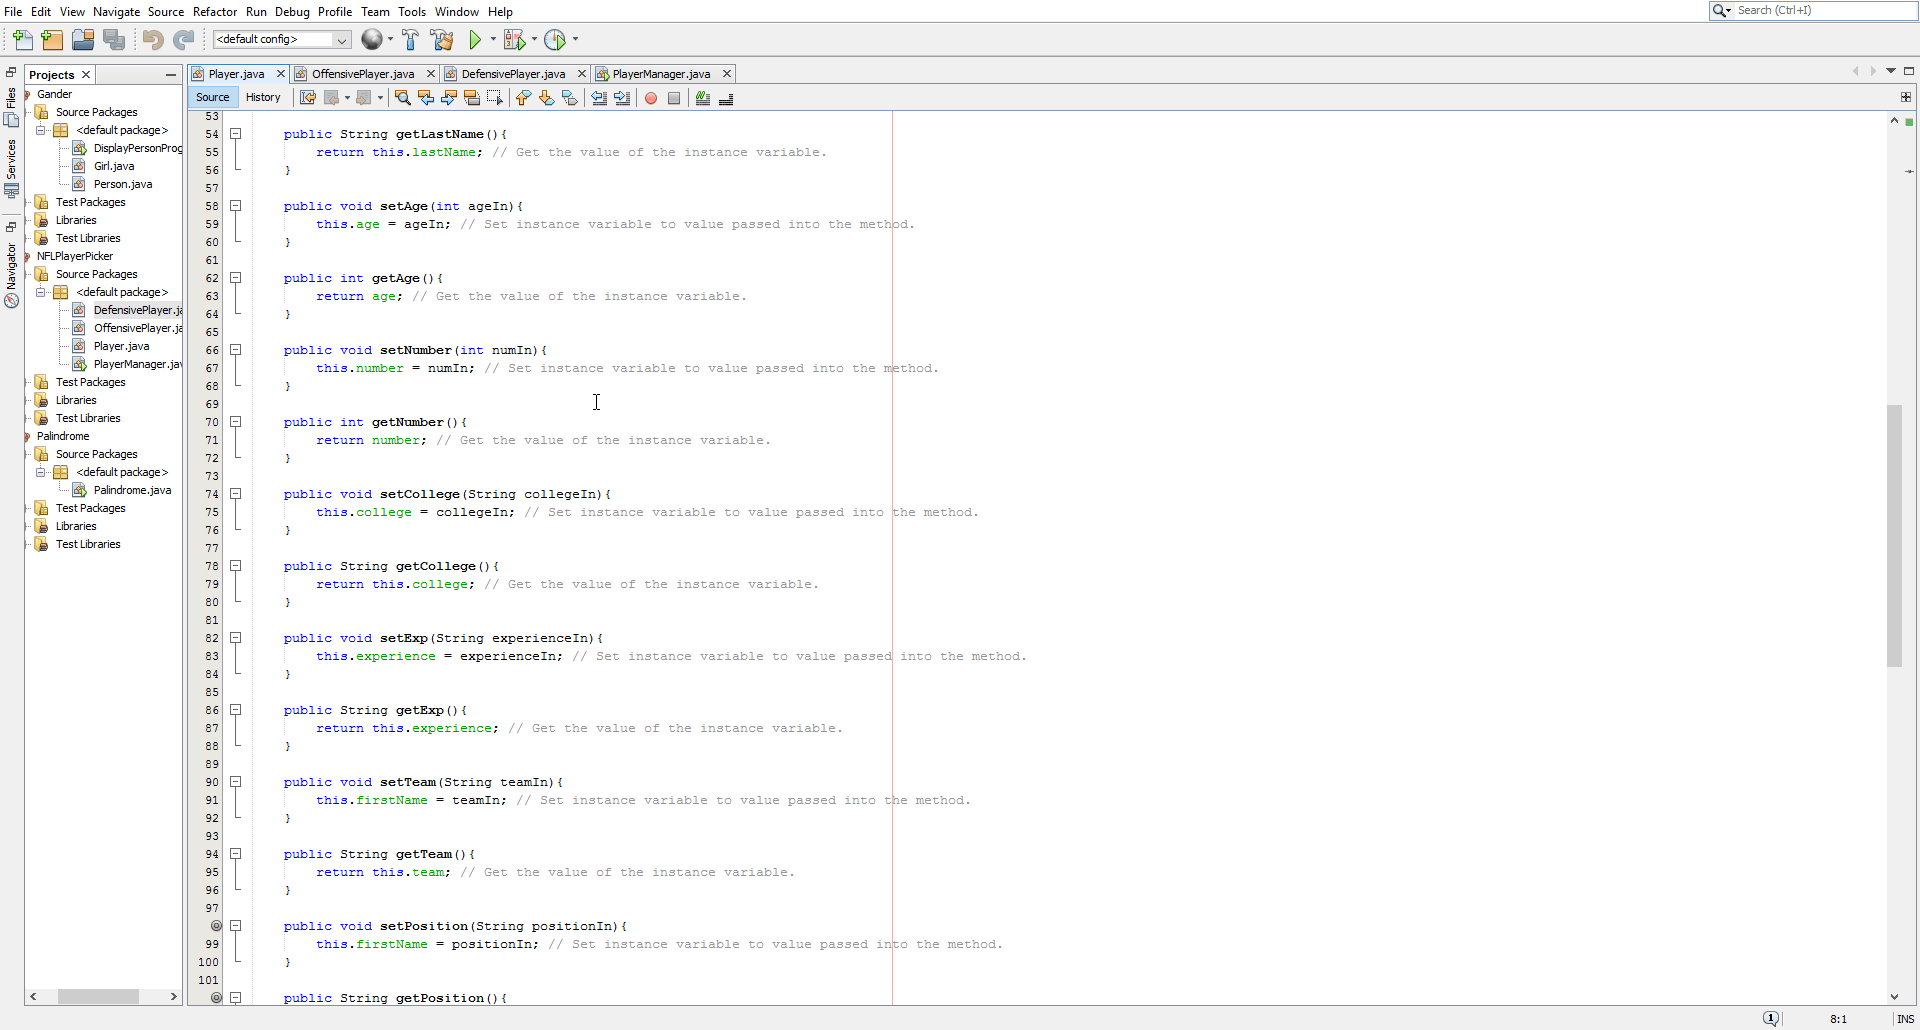 File Edit View Navigate Source Refactor Run Debug Profile Team Tools Window Help
Search (Ctrl+I)
<default config>
Projects
Player.java
OffensivePlayer.java
DefensivePlayer.java
PlayerManager.java
Source History
Files
Services
Navigator
Gander
Source Packages
<default package>
DisplayPersonProg
Girl.java
Person.java
Test Packages
Libraries
Test Libraries
NFLPlayerPicker
Source Packages
<default package>
DefensivePlayer.ja
OffensivePlayer.ja
Player.java
PlayerManager.jav
Test Packages
Libraries
Test Libraries
Palindrome
Source Packages
<default package>
Palindrome.java
Test Packages
Libraries
Test Libraries
53
54 public String getLastName(){
55 return this.lastName; // Get the value of the instance variable.
56 }
57
58 public void setAge(int ageIn){
59 this.age = ageIn; // Set instance variable to value passed into the method.
60 }
61
62 public int getAge(){
63 return age; // Get the value of the instance variable.
64 }
65
66 public void setNumber(int numIn){
67 this.number = numIn; // Set instance variable to value passed into the method.
68 }
69
70 public int getNumber(){
71 return number; // Get the value of the instance variable.
72 }
73
74 public void setCollege(String collegeIn){
75 this.college = collegeIn; // Set instance variable to value passed into the method.
76 }
77
78 public String getCollege(){
79 return this.college; // Get the value of the instance variable.
80 }
81
82 public void setExp(String experienceIn){
83 this.experience = experienceIn; // Set instance variable to value passed into the method.
84 }
85
86 public String getExp(){
87 return this.experience; // Get the value of the instance variable.
88 }
89
90 public void setTeam(String teamIn){
91 this.firstName = teamIn; // Set instance variable to value passed into the method.
92 }
93
94 public String getTeam(){
95 return this.team; // Get the value of the instance variable.
96 }
97
public void setPosition(String positionIn){
99 this.firstName = positionIn; // Set instance variable to value passed into the method.
100 }
101
public String getPosition(){
1
8:1
INS